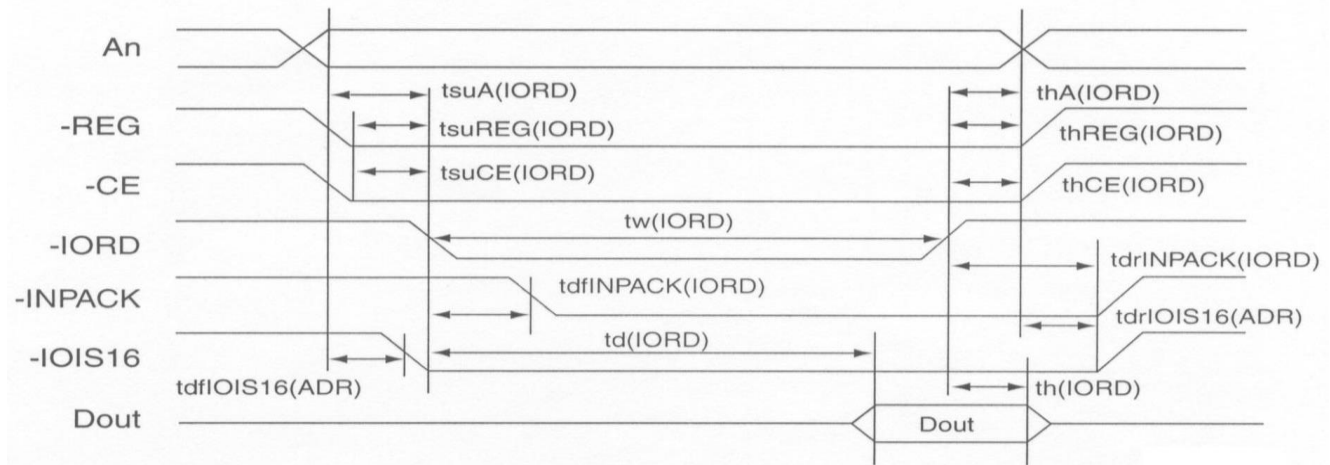 An
tsuA(IORD)
thA(IORD)
-REG
tsuREG(IORD)
thREG(IORD)
-CE
tsuCE(IORD)
thCE(IORD)
tw(IORD)
-IORD
tdrINPACK(IORD)
-INPACK
tdfINPACK(IORD)
tdrIOIS16(ADR)
-IOIS16
td(IORD)
tdfIOIS16(ADR)
th(IORD)
Dout
Dout